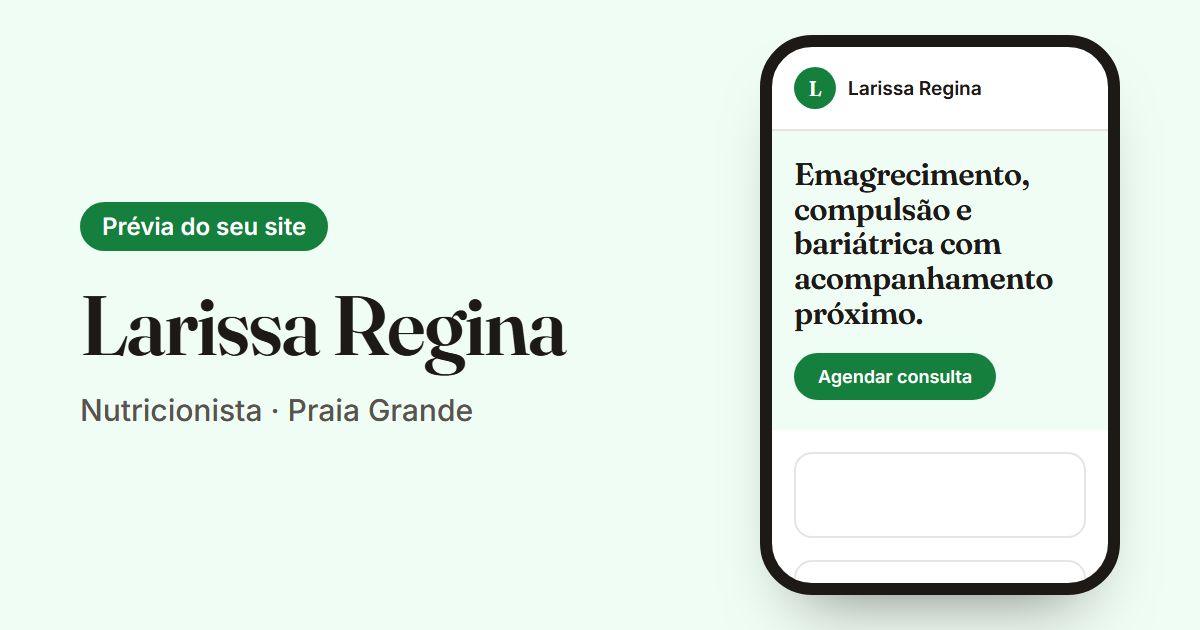 Prévia do seu site
Larissa Regina
Nutricionista · Praia Grande
L
Larissa Regina
Emagrecimento,
compulsão e
bariátrica com
acompanhamento
próximo.
Agendar consulta